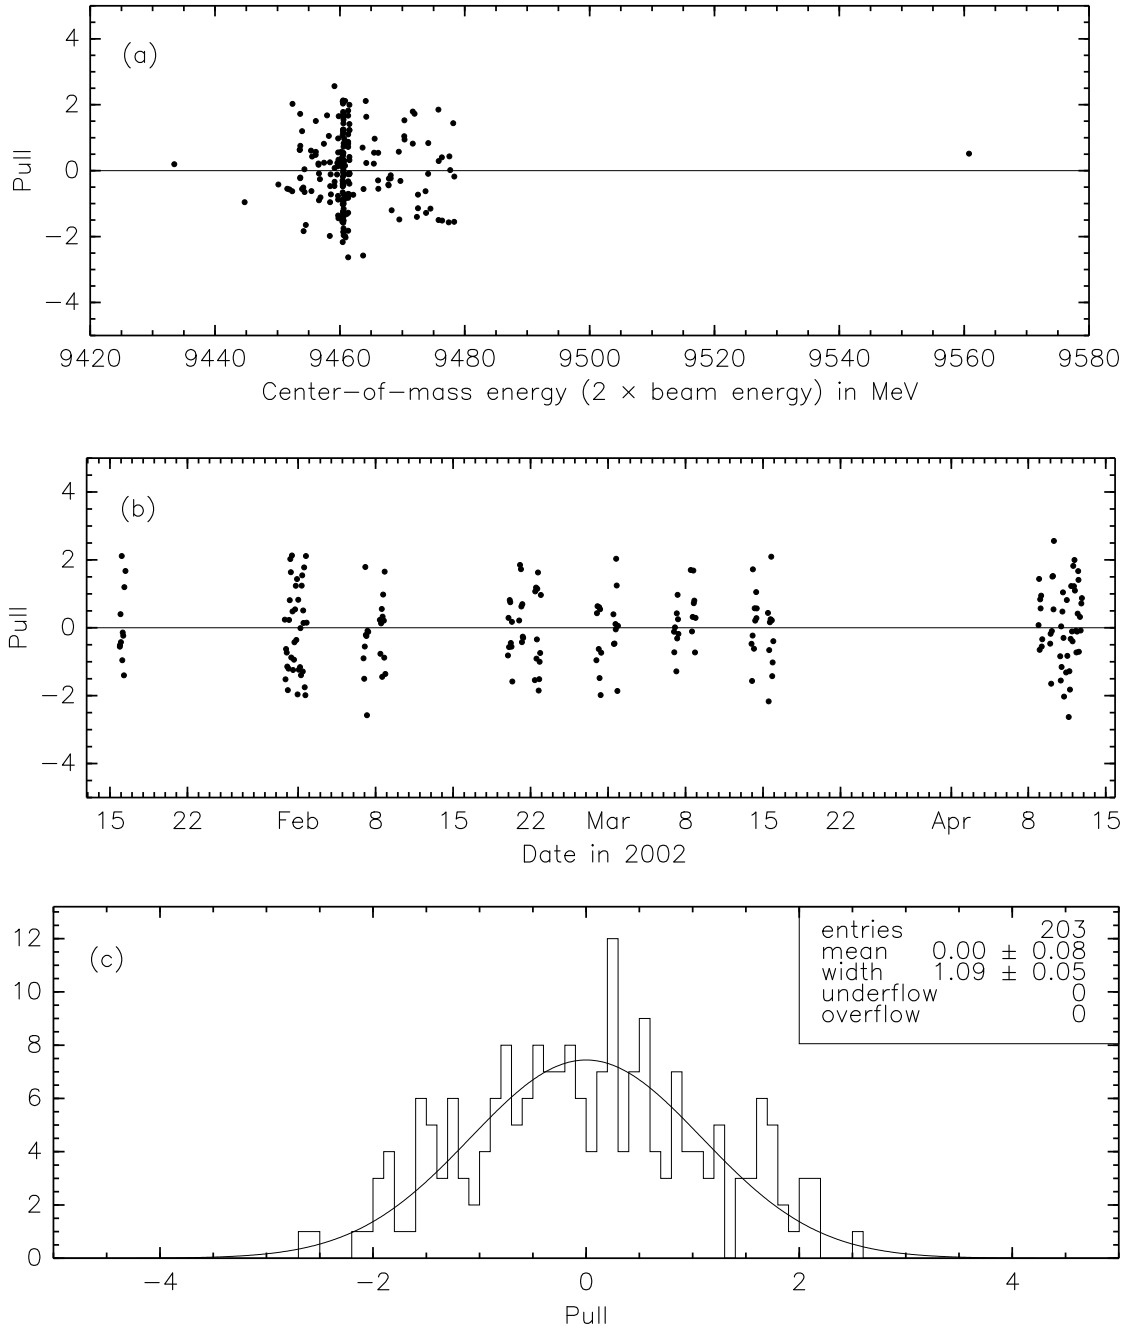 (a)
4
2
0
−2
−4
Pull
9420 9440 9460 9480 9500 9520 9540 9560 9580
Center−of−mass energy (2 × beam energy) in MeV
(b)
4
2
0
−2
−4
Pull
15 22 Feb 8 15 22 Mar 8 15 22 Apr 8 15
Date in 2002
(c)
12
10
8
6
4
2
0
entries 203
mean 0.00 ± 0.08
width 1.09 ± 0.05
underflow 0
overflow 0
−4 −2 0 2 4
Pull